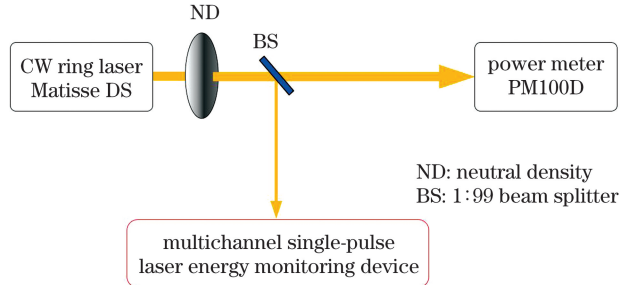 ND
BS
CW ring laser
Matisse DS
power meter
PM100D
ND: neutral density
BS: 1∶99 beam splitter
multichannel single-pulse
laser energy monitoring device